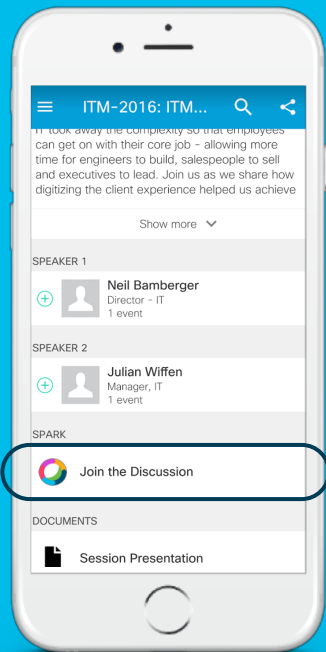 ITM-2016: ITM...
IT took away the complexity so that employees
can get on with their core job - allowing more
time for engineers to build, salespeople to sell
and executives to lead. Join us as we share how
digitizing the client experience helped us achieve
Show more
SPEAKER 1
Neil Bamberger
Director - IT
1 event
SPEAKER 2
Julian Wiffen
Manager, IT
1 event
SPARK
Join the Discussion
DOCUMENTS
Session Presentation